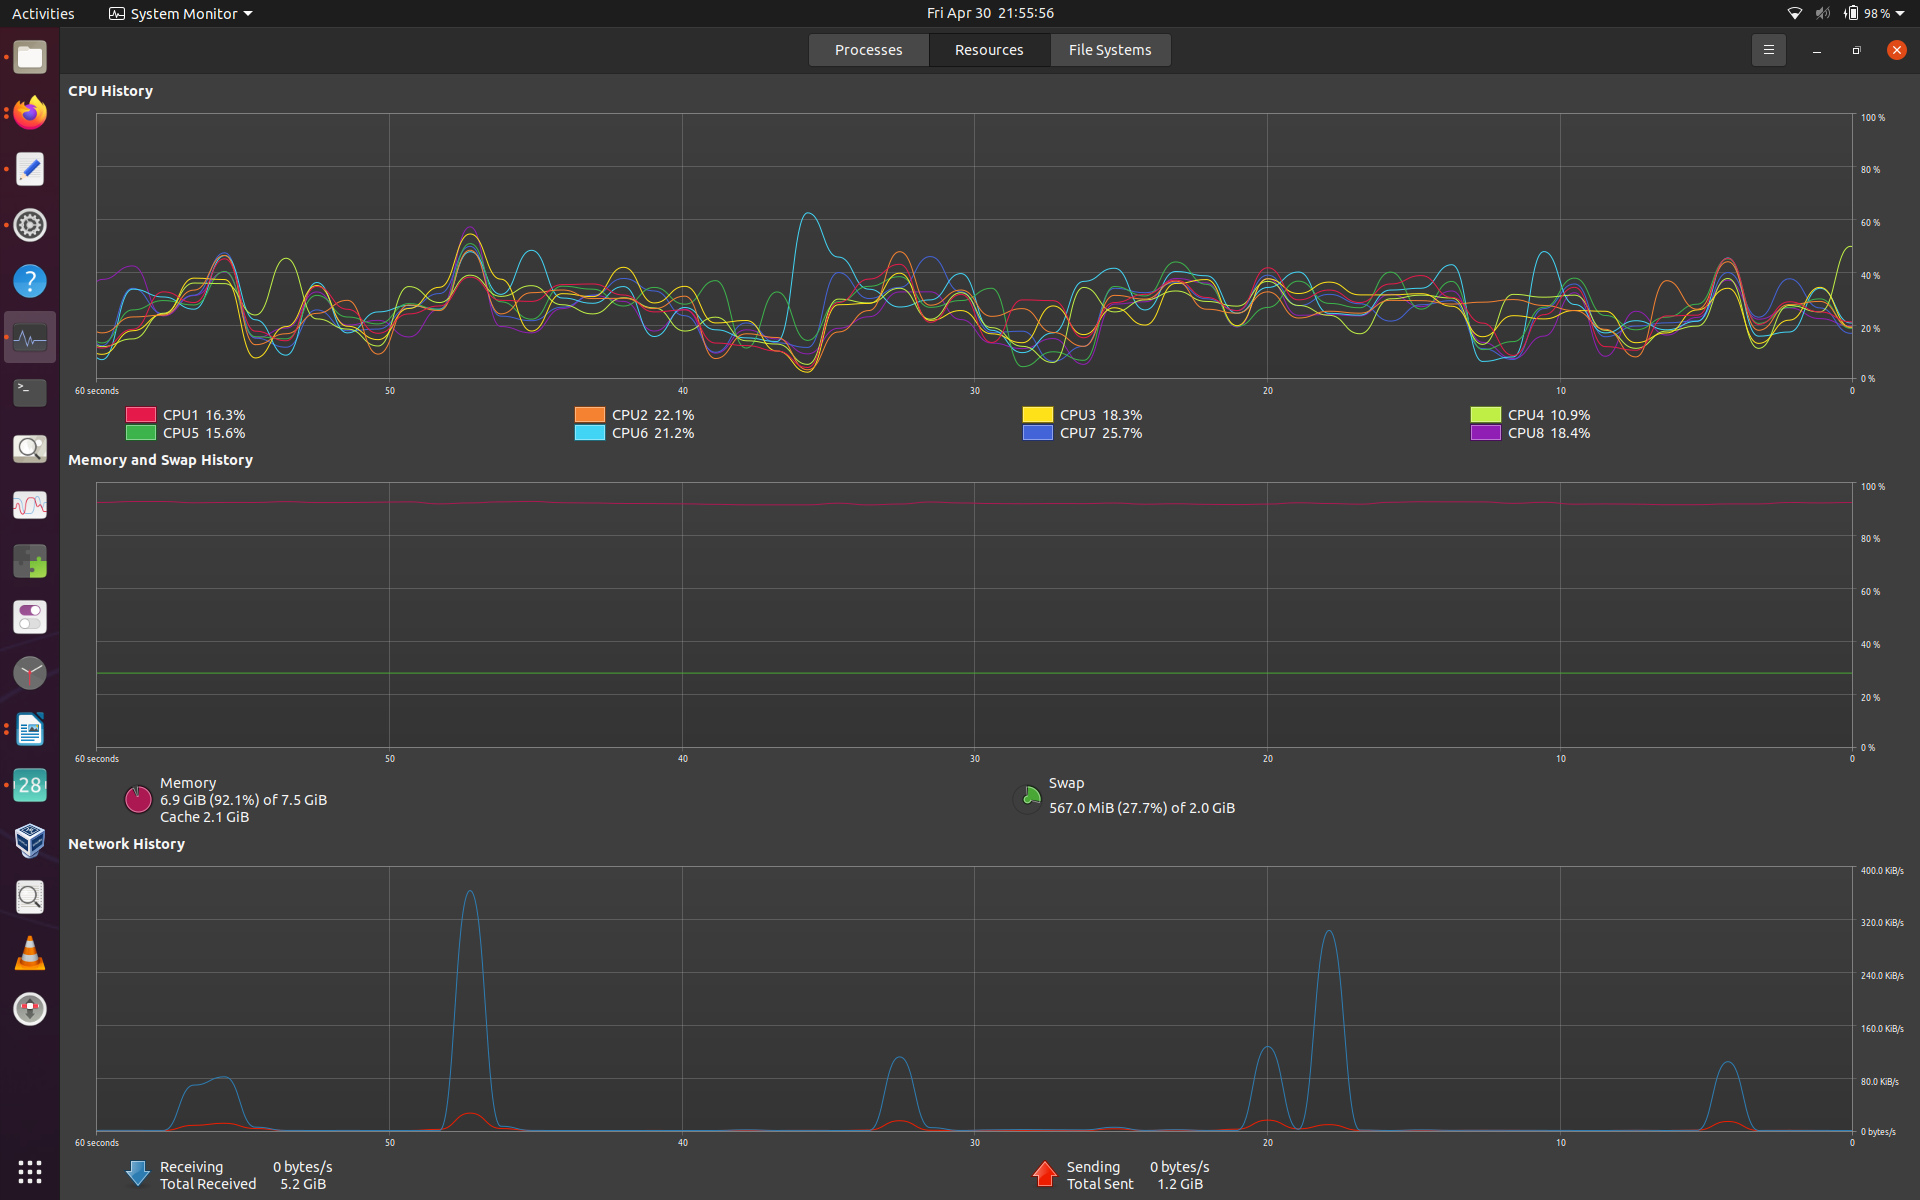 Activities System Monitor Fri Apr 30 21:55:56 98 %
Processes Resources File Systems
CPU History
100 %
80 %
60 %
40 %
20 %
0 %
60 seconds 50 40 30 20 10 0
CPU1 16.3% CPU2 22.1% CPU3 18.3% CPU4 10.9%
CPU5 15.6% CPU6 21.2% CPU7 25.7% CPU8 18.4%
Memory and Swap History
100 %
80 %
60 %
40 %
20 %
0 %
60 seconds 50 40 30 20 10 0
Memory
6.9 GiB (92.1%) of 7.5 GiB
Cache 2.1 GiB
Swap
567.0 MiB (27.7%) of 2.0 GiB
28
Network History
400.0 KiB/s
320.0 KiB/s
240.0 KiB/s
160.0 KiB/s
80.0 KiB/s
0 bytes/s
60 seconds 50 40 30 20 10 0
Receiving 0 bytes/s
Total Received 5.2 GiB
Sending 0 bytes/s
Total Sent 1.2 GiB